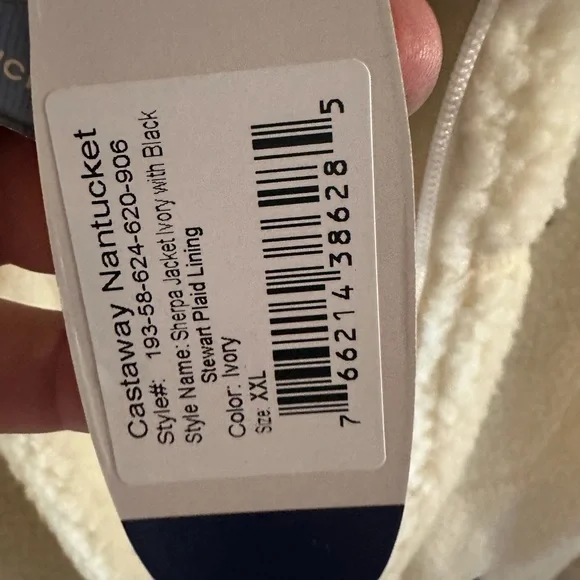 Castaway Nantucket
Style#: 193-58-624-620-906
Style Name: Sherpa Jacket Ivory with Black
Stewart Plaid Lining
Color: Ivory
Size: XXL
7 66214 38628 5